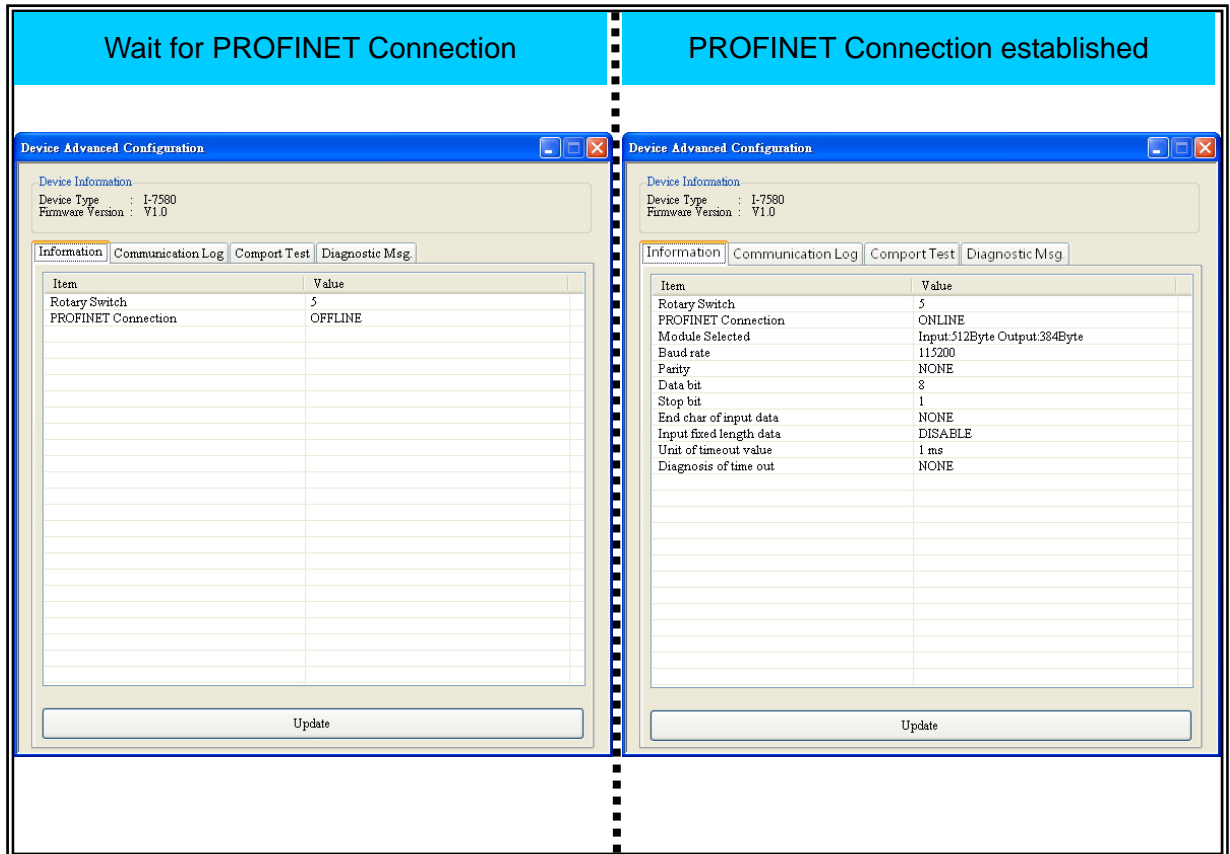 Wait for PROFINET Connection
Device Advanced Configuration
Device Information
Device Type : I-7580
Firmware Version : V1.0
Information Communication Log Comport Test Diagnostic Msg.
Item Value
Rotary Switch 5
PROFINET Connection OFFLINE
Update
PROFINET Connection established
Device Advanced Configuration
Device Information
Device Type : I-7580
Firmware Version : V1.0
Information Communication Log Comport Test Diagnostic Msg.
Item Value
Rotary Switch 5
PROFINET Connection ONLINE
Module Selected Input:512Byte Output:384Byte
Baud rate 115200
Parity NONE
Data bit 8
Stop bit 1
End char of input data NONE
Input fixed length data DISABLE
Unit of timeout value 1 ms
Diagnosis of time out NONE
Update